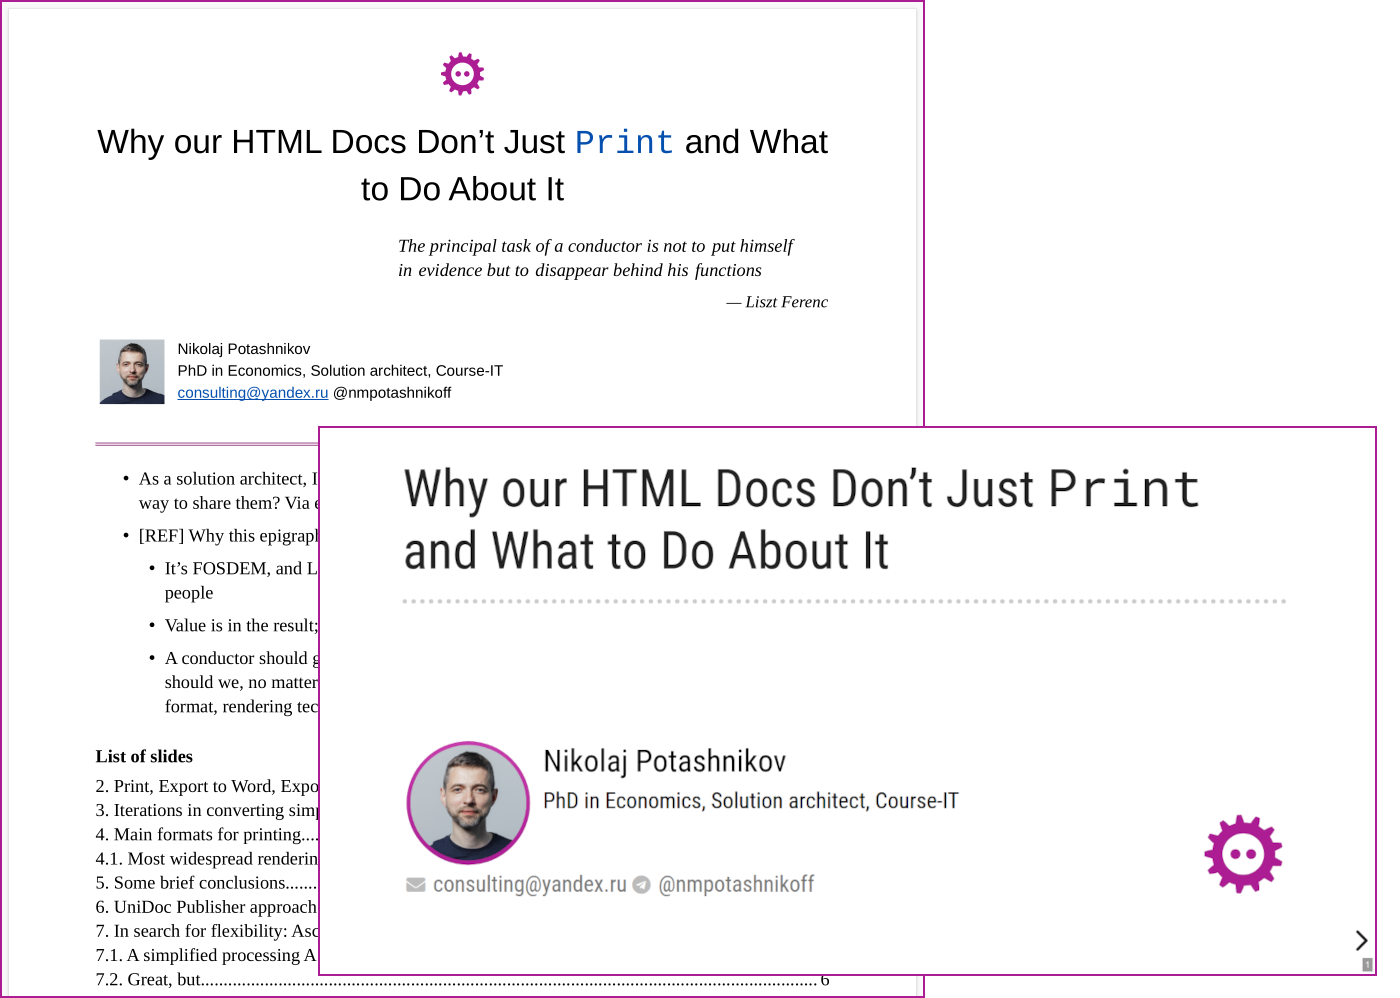 Why our HTML Docs Don’t Just Print and What
to Do About It
The principal task of a conductor is not to put himself
in evidence but to disappear behind his functions
— Liszt Ferenc
Nikolaj Potashnikov
PhD in Economics, Solution architect, Course-IT
consulting@yandex.ru @nmpotashnikoff
• As a solution architect, I
way to share them? Via
• [REF] Why this
• It’s FOSDEM, and
people
• Value is in the result;
• A conductor should
should we, no matter
format, rendering
List of slides
2. Print, Export to Word,
3. Iterations in converting
4. Main formats for printing....
4.1. Most widespread
5. Some brief conclusions.......
6. UniDoc Publisher approach
7. In search for flexibility:
7.1. A simplified processing
7.2. Great, but.................................................................................................................................... 6
Why our HTML Docs Don’t Just Print
and What to Do About It
Nikolaj Potashnikov
PhD in Economics, Solution architect, Course-IT
consulting@yandex.ru @nmpotashnikoff
1